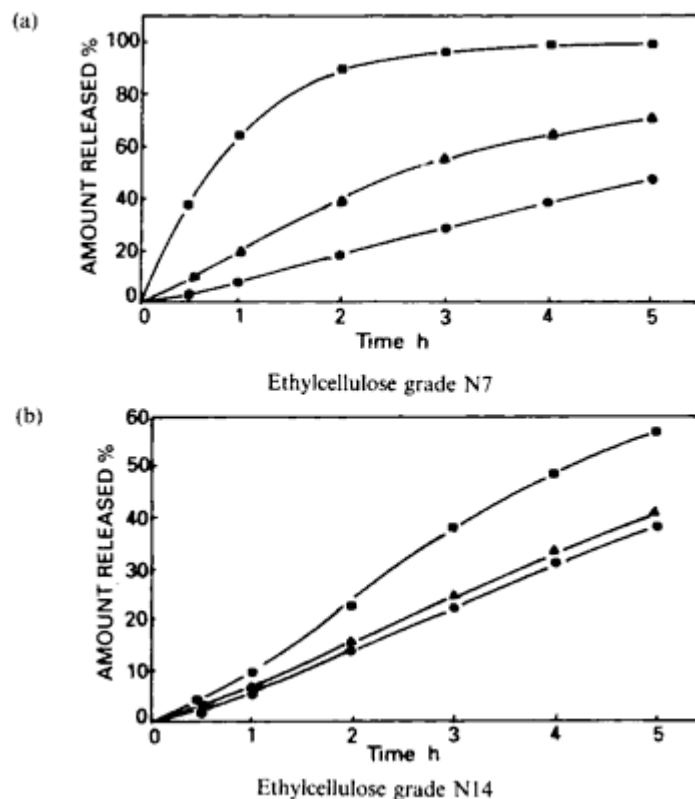 (a)
100
80
60
40
20
0
AMOUNT RELEASED %
0 1 2 3 4 5
Time h
Ethylcellulose grade N7
(b)
60
50
40
30
20
10
0
AMOUNT RELEASED %
0 1 2 3 4 5
Time h
Ethylcellulose grade N14